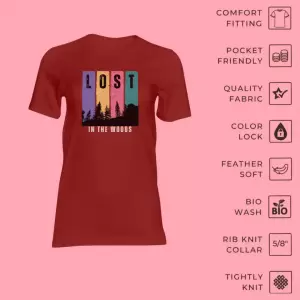 LOST
IN THE WOODS
COMFORT
FITTING
POCKET
FRIENDLY
QUALITY
FABRIC
COLOR
LOCK
FEATHER
SOFT
BIO
WASH
BIO
RIB KNIT
COLLAR
5/8"
TIGHTLY
KNIT